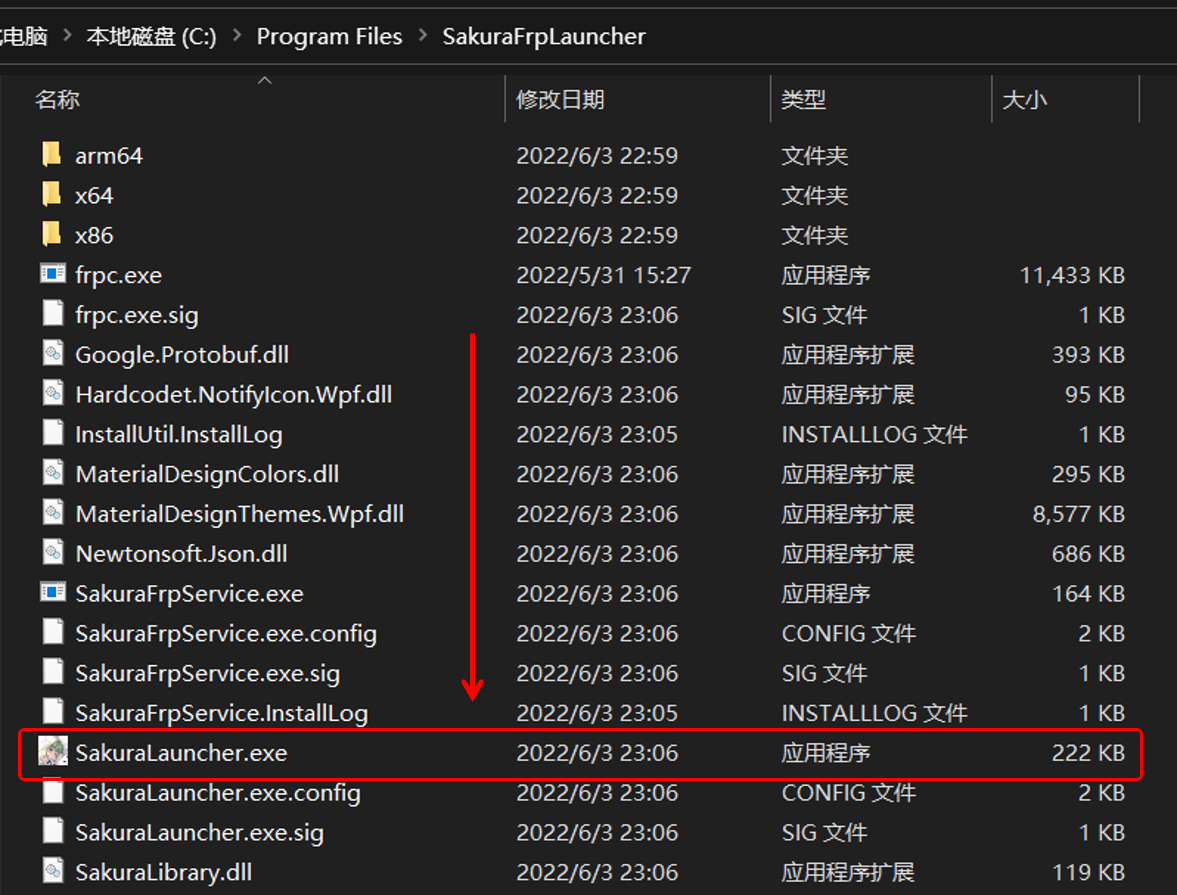 电脑 > 本地磁盘 (C:) > Program Files > SakuraFrpLauncher
名称 修改日期 类型 大小
arm64 2022/6/3 22:59 文件夹
x64 2022/6/3 22:59 文件夹
x86 2022/6/3 22:59 文件夹
frpc.exe 2022/5/31 15:27 应用程序 11,433 KB
frpc.exe.sig 2022/6/3 23:06 SIG 文件 1 KB
Google.Protobuf.dll 2022/6/3 23:06 应用程序扩展 393 KB
Hardcodet.NotifyIcon.Wpf.dll 2022/6/3 23:06 应用程序扩展 95 KB
InstallUtil.InstallLog 2022/6/3 23:05 INSTALLLOG 文件 1 KB
MaterialDesignColors.dll 2022/6/3 23:06 应用程序扩展 295 KB
MaterialDesignThemes.Wpf.dll 2022/6/3 23:06 应用程序扩展 8,577 KB
Newtonsoft.Json.dll 2022/6/3 23:06 应用程序扩展 686 KB
SakuraFrpService.exe 2022/6/3 23:06 应用程序 164 KB
SakuraFrpService.exe.config 2022/6/3 23:06 CONFIG 文件 2 KB
SakuraFrpService.exe.sig 2022/6/3 23:06 SIG 文件 1 KB
SakuraFrpService.InstallLog 2022/6/3 23:05 INSTALLLOG 文件 1 KB
SakuraLauncher.exe 2022/6/3 23:06 应用程序 222 KB
SakuraLauncher.exe.config 2022/6/3 23:06 CONFIG 文件 2 KB
SakuraLauncher.exe.sig 2022/6/3 23:06 SIG 文件 1 KB
SakuraLibrary.dll 2022/6/3 23:06 应用程序扩展 119 KB